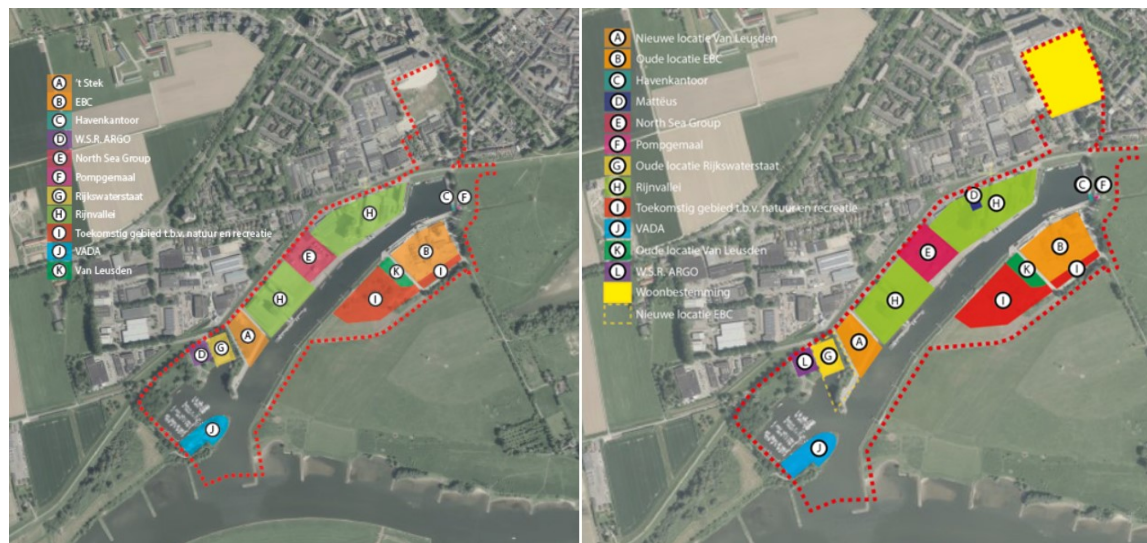 A 't Stek
B EBC
C Havenkantoor
D W.S.R. ARGO
E North Sea Group
F Pompgemaal
G Rijkswaterstaat
H Rijnvallei
I Toekomstig gebied t.b.v. natuur en recreatie
J VADA
K Van Leusden
H
C F
E
B
K
I
H
I
A
D G
J
A Nieuwe locatie Van Leusden
B Oude locatie EBC
C Havenkantoor
D Mattéus
E North Sea Group
F Pompgemaal
G Oude locatie Rijkswaterstaat
H Rijnvallei
I Toekomstig gebied t.b.v. natuur en recreatie
J VADA
K Oude locatie Van Leusden
L W.S.R. ARGO
Woonbestemming
Nieuwe locatie EBC
C F
D H
E
B
K I
H I
A
L G
J